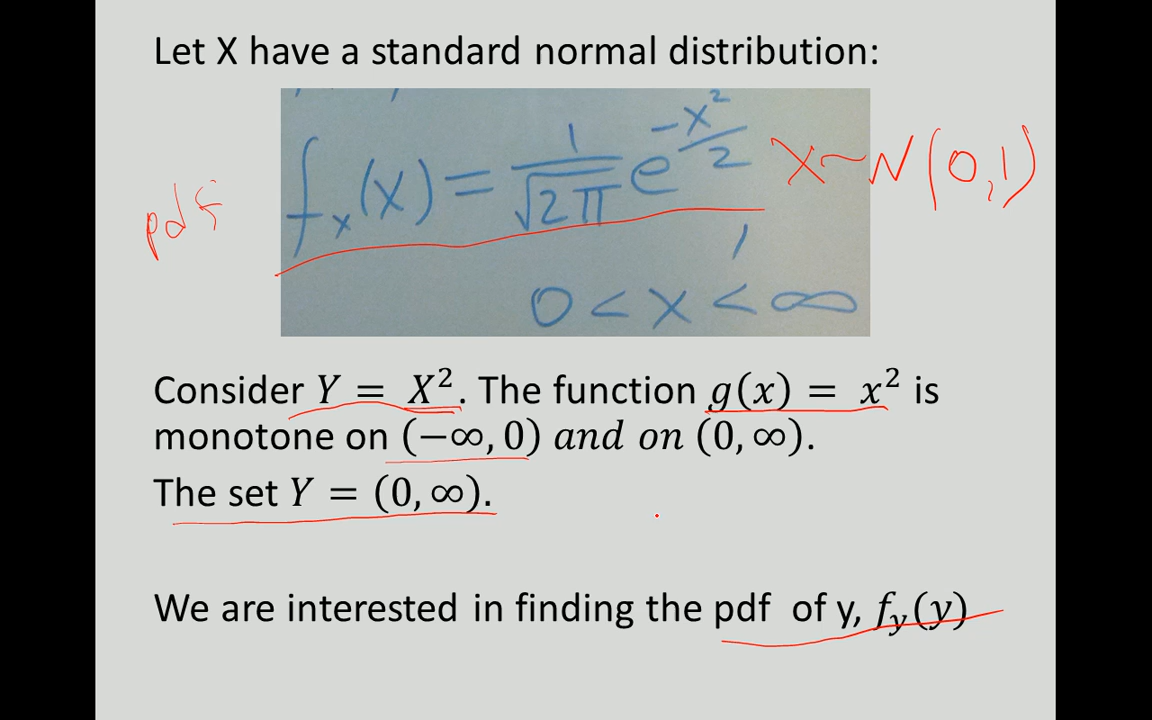 Let X have a standard normal distribution:
pdf fₓ(x) = 1/√2π e^(-x²/2) X~N(0,1)
,
0 < x < ∞
Consider 𝑌 = 𝑋². The function 𝑔(𝑥) = 𝑥² is
monotone on (−∞, 0) 𝑎𝑛𝑑 𝑜𝑛 (0, ∞).
The set 𝑌 = (0, ∞).
We are interested in finding the pdf of y, 𝑓𝑦(𝑦)